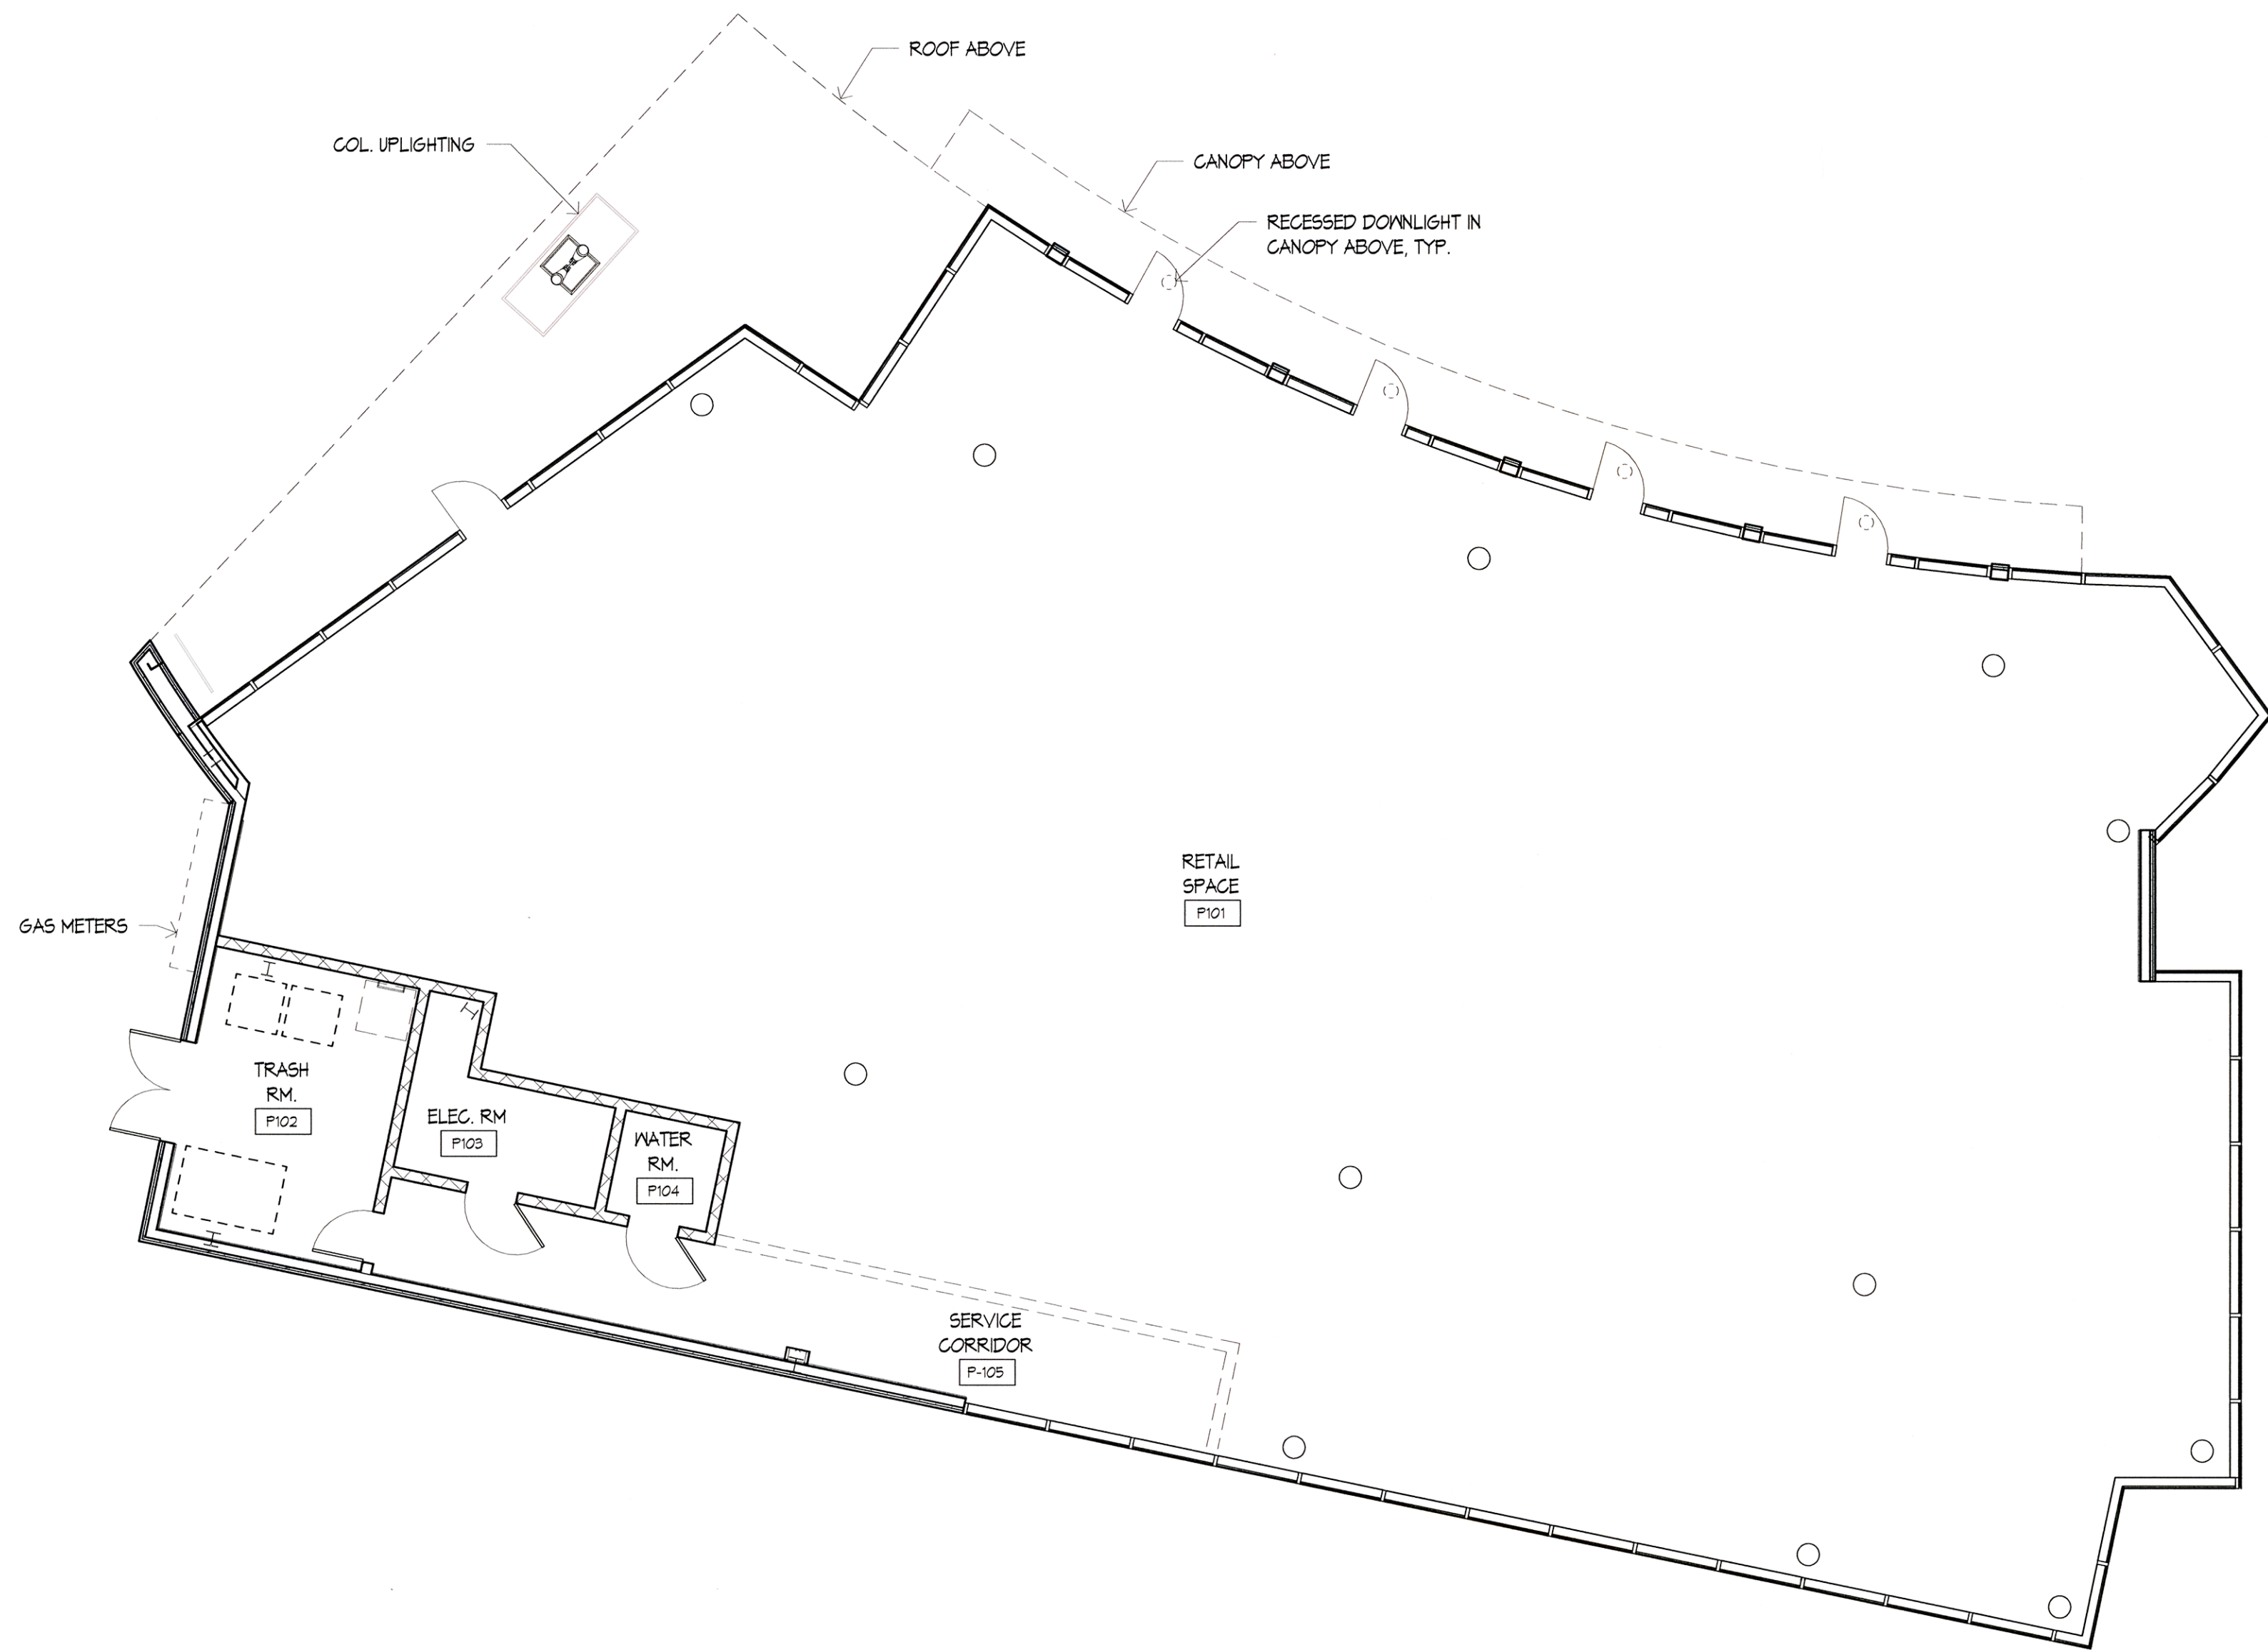 ROOF ABOVE
COL. UPLIGHTING
CANOPY ABOVE
RECESSED DOWNLIGHT IN
CANOPY ABOVE, TYP.
RETAIL
SPACE
P101
GAS METERS
TRASH
RM.
P102
ELEC. RM
P103
WATER
RM.
P104
SERVICE
CORRIDOR
P-105